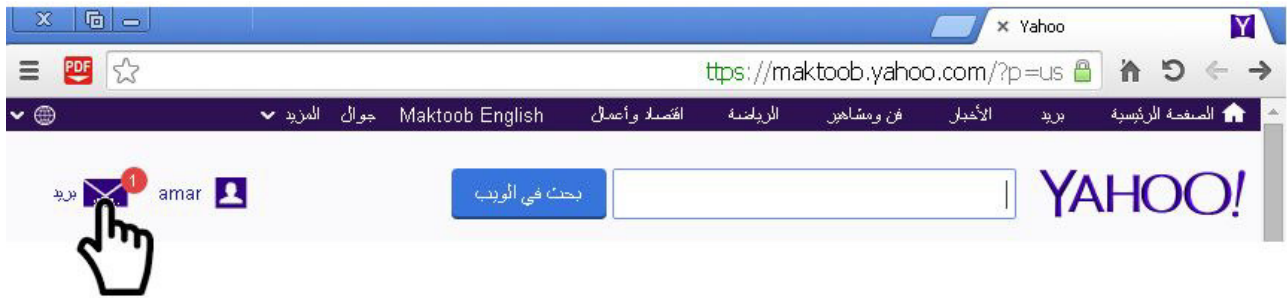 Yahoo
PDF ttps://maktoob.yahoo.com/?p=us
الصفحة الرئيسية بريد الأخبار فن ومشاهير الرياضة اقتصاد وأعمال Maktoob English جوال المزيد
YAHOO! بحث في الويب amar 1 بريد